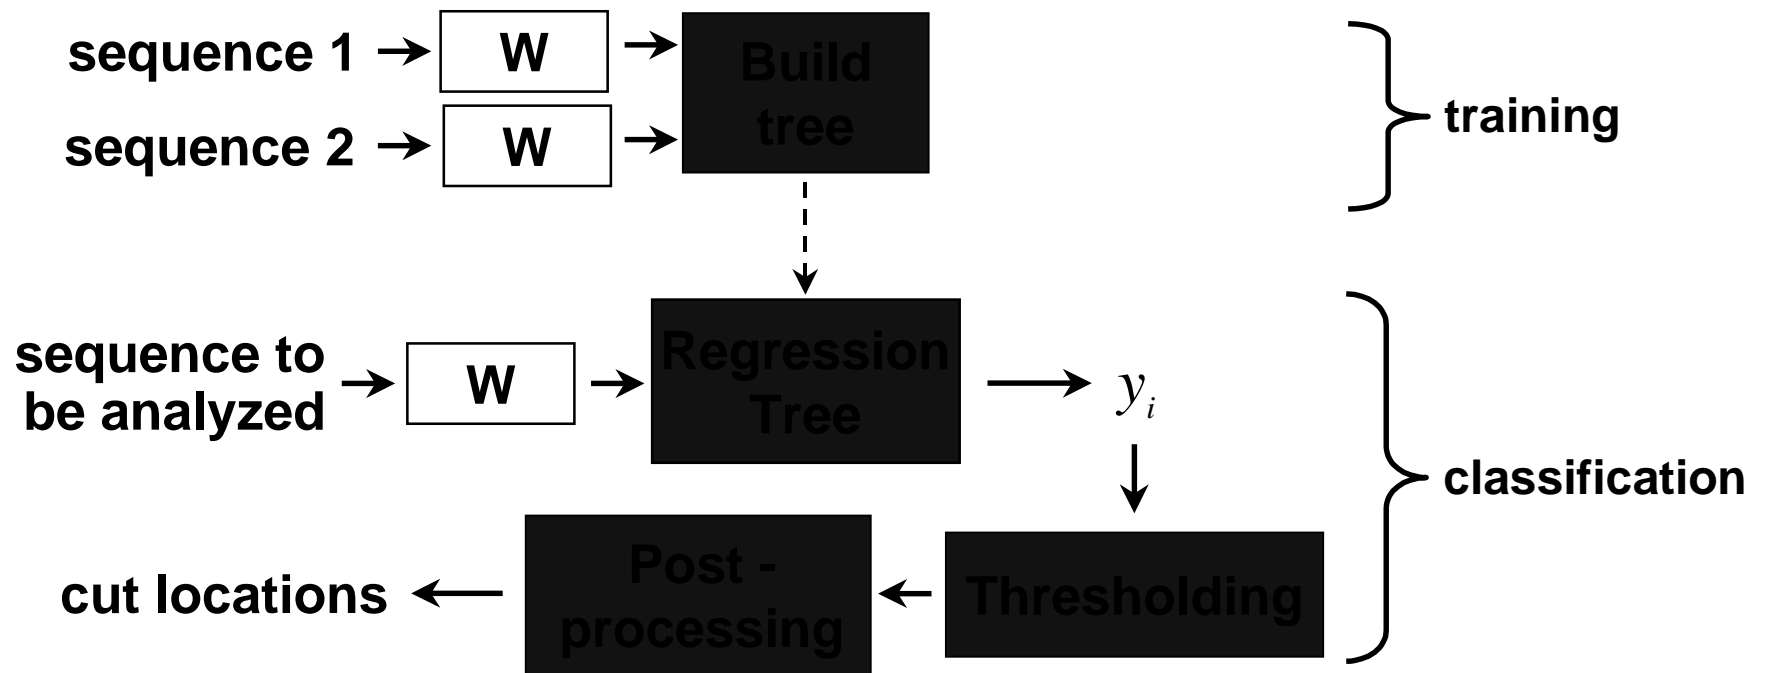 sequence 1
W
Build
tree
training
sequence 2
W
sequence to
be analyzed
W
Regression
Tree
y_i
classification
cut locations
Post -
processing
Thresholding